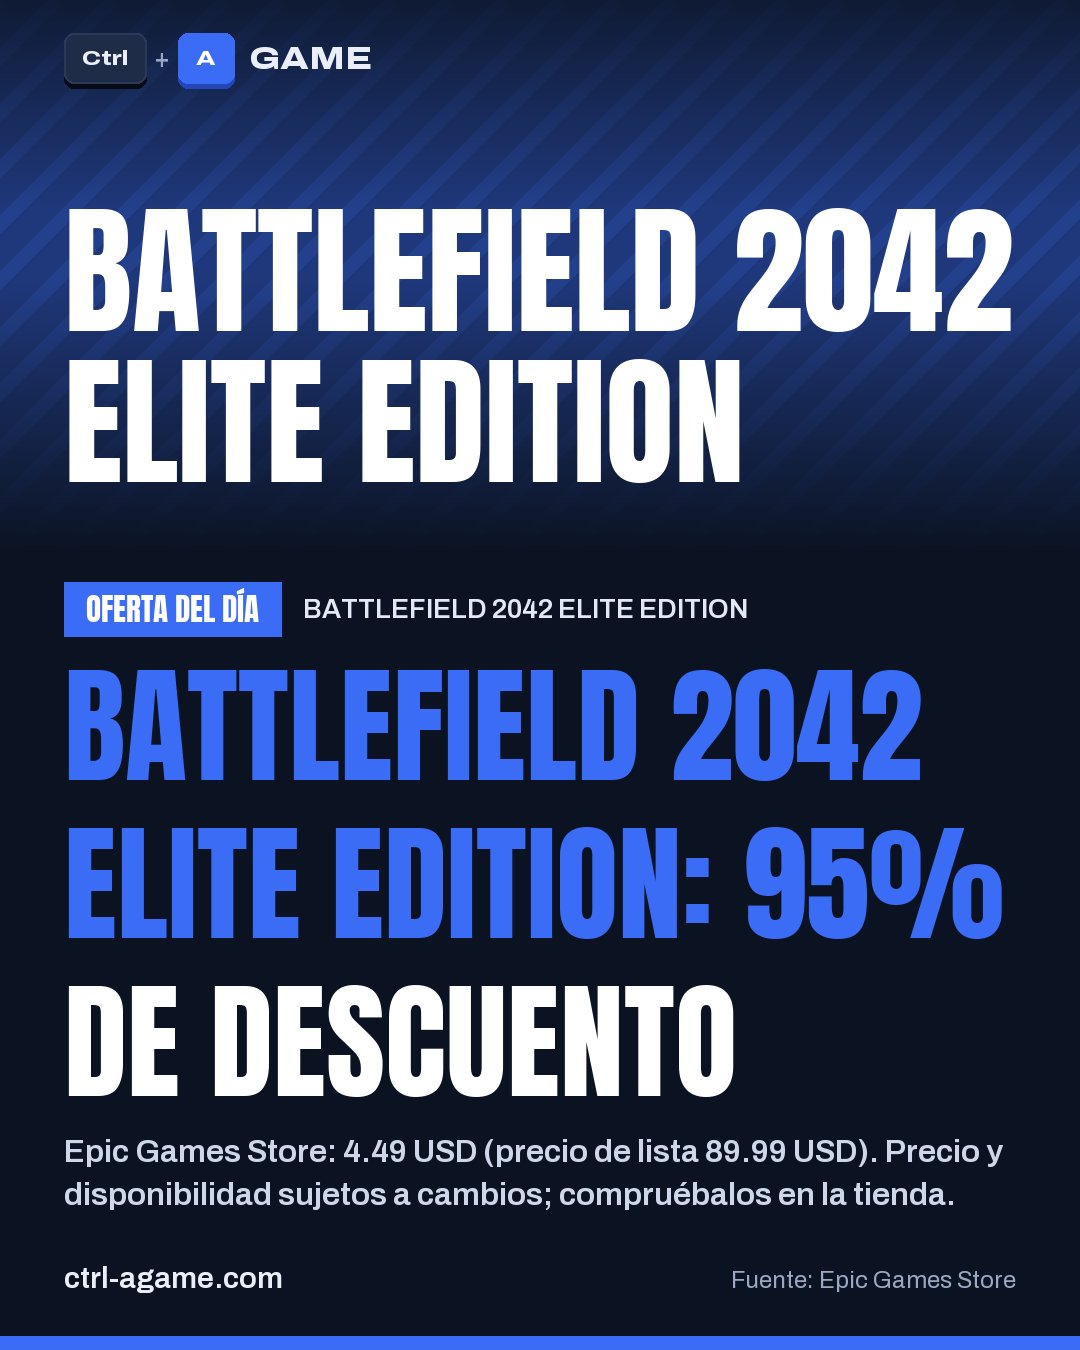 Ctrl + A GAME
BATTLEFIELD 2042
ELITE EDITION
OFERTA DEL DÍA BATTLEFIELD 2042 ELITE EDITION
BATTLEFIELD 2042
ELITE EDITION: 95%
DE DESCUENTO
Epic Games Store: 4.49 USD (precio de lista 89.99 USD). Precio y
disponibilidad sujetos a cambios; compruébalos en la tienda.
ctrl-agame.com Fuente: Epic Games Store